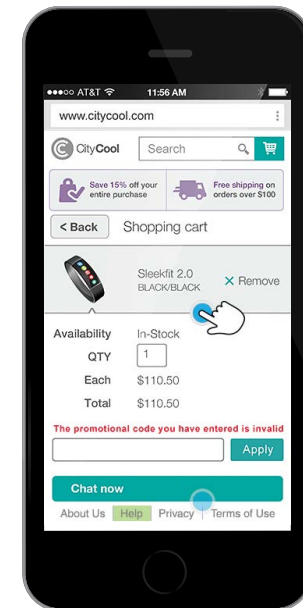 AT&T 11:56 AM
www.citycool.com
CityCool Search
Save 15% off your
entire purchase
Free shipping on
orders over $100
< Back Shopping cart
Sleekfit 2.0
BLACK/BLACK
× Remove
Availability In-Stock
QTY 1
Each $110.50
Total $110.50
The promotional code you have entered is invalid
Apply
Chat now
About Us Help Privacy Terms of Use